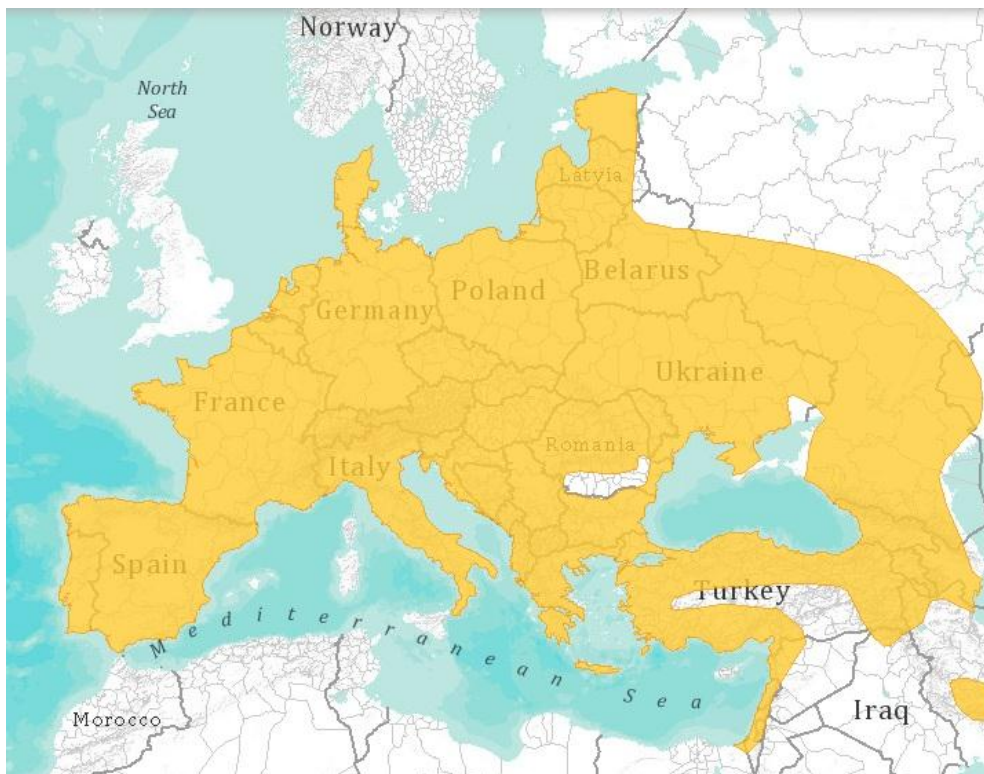 Norway
North
Sea
Latvia
Belarus
Poland
Germany
Ukraine
France
Romania
Italy
Spain
Turkey
Mediterranean Sea
Morocco
Iraq